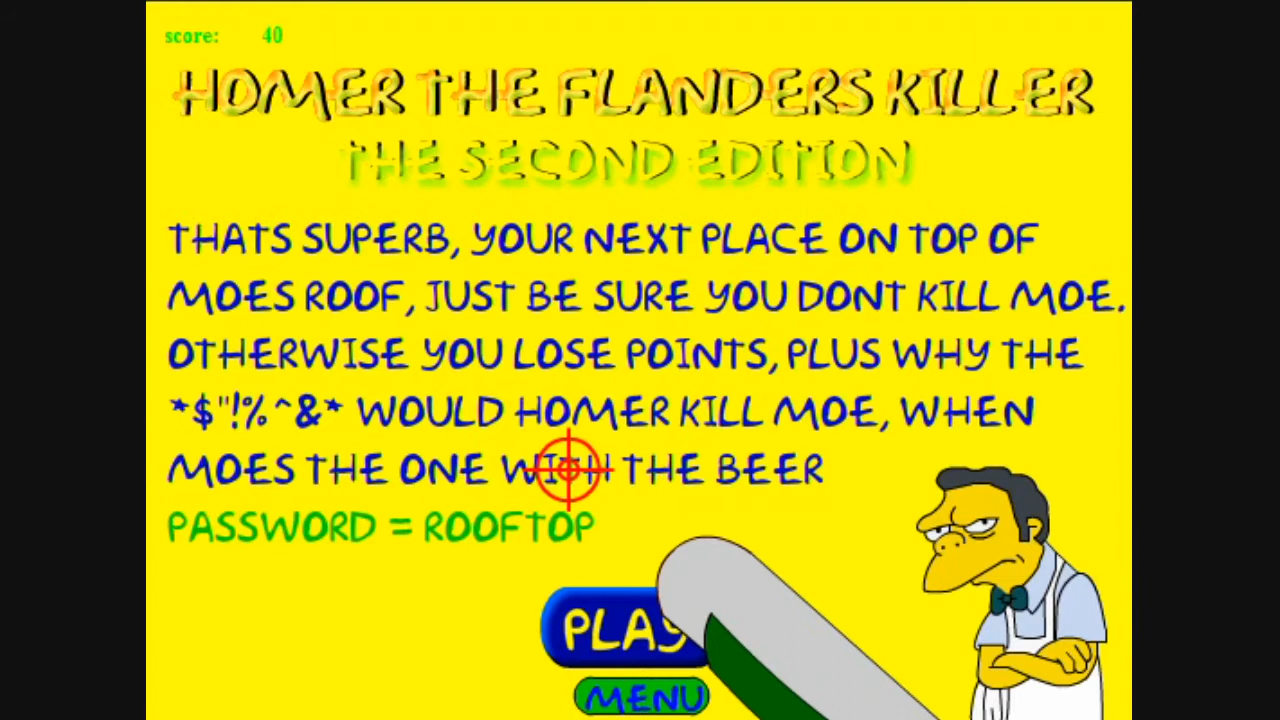 score: 40
HOMER THE FLANDERS KILLER
THE SECOND EDITION
THATS SUPERB, YOUR NEXT PLACE ON TOP OF
MOES ROOF, JUST BE SURE YOU DONT KILL MOE.
OTHERWISE YOU LOSE POINTS, PLUS WHY THE
*$"!%^&* WOULD HOMER KILL MOE, WHEN
MOES THE ONE WITH THE BEER
PASSWORD = ROOFTOP
PLAY
MENU